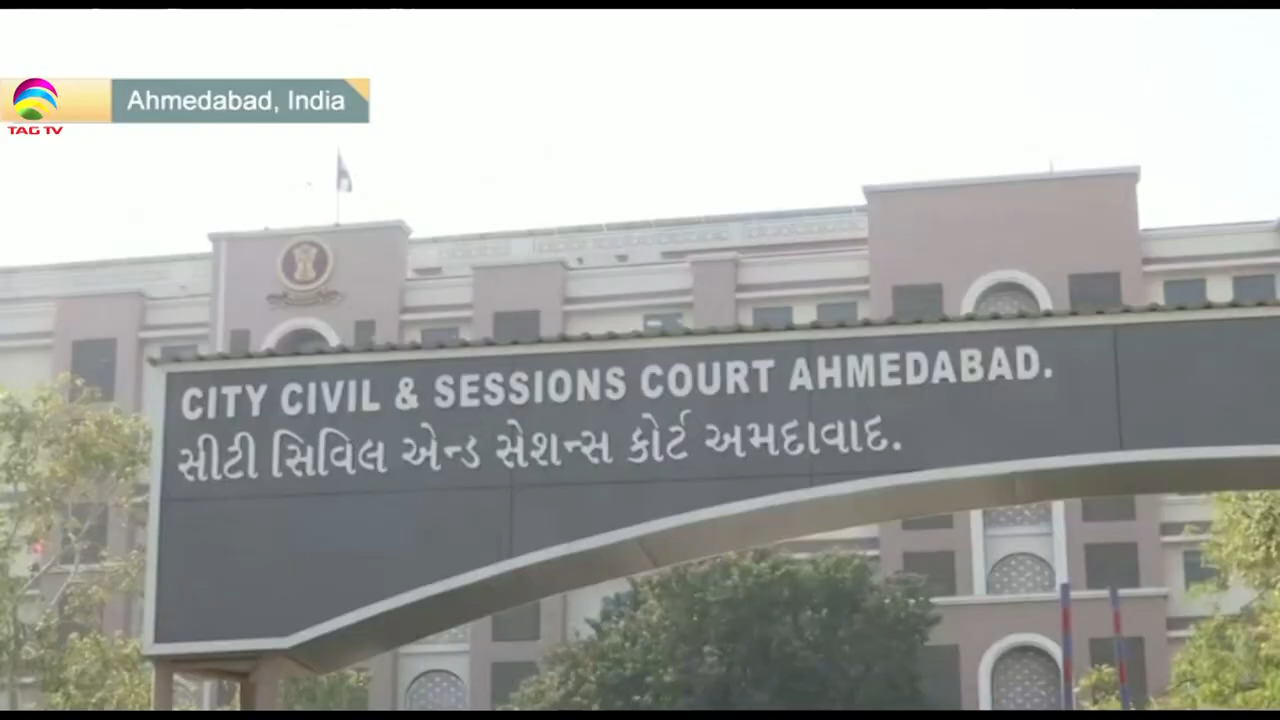 Ahmedabad, India
TAG TV
CITY CIVIL & SESSIONS COURT AHMEDABAD.
સીટી સિવિલ એન્ડ સેશન્સ કોર્ટ અમદાવાદ.